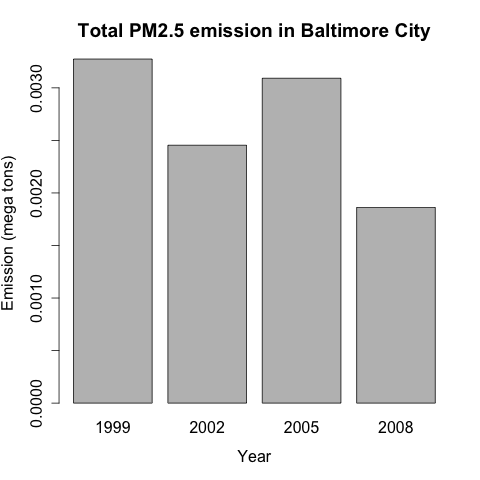 Total PM2.5 emission in Baltimore City
Emission (mega tons)
0.0030
0.0020
0.0010
0.0000
1999 2002 2005 2008
Year